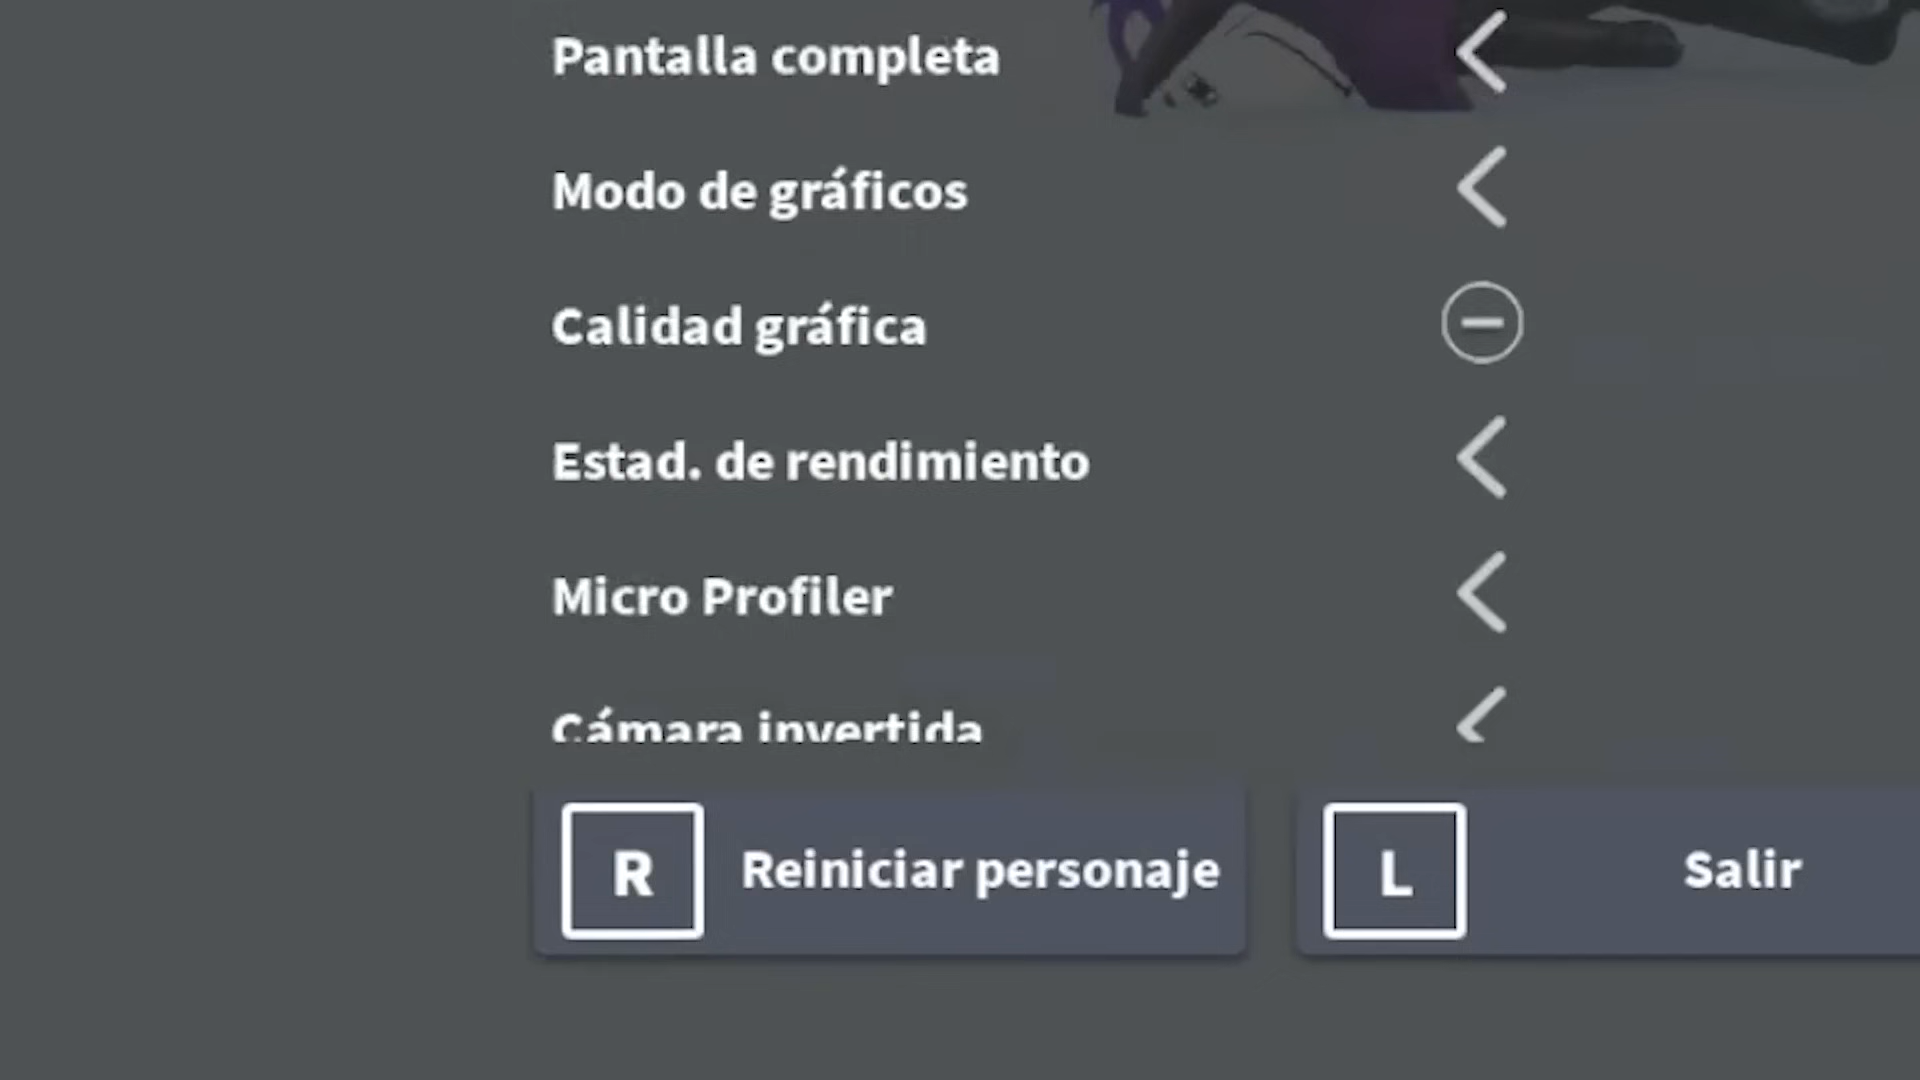 Pantalla completa
Modo de gráficos
Calidad gráfica
Estad. de rendimiento
Micro Profiler
Cámara invertida
R Reiniciar personaje
L Salir